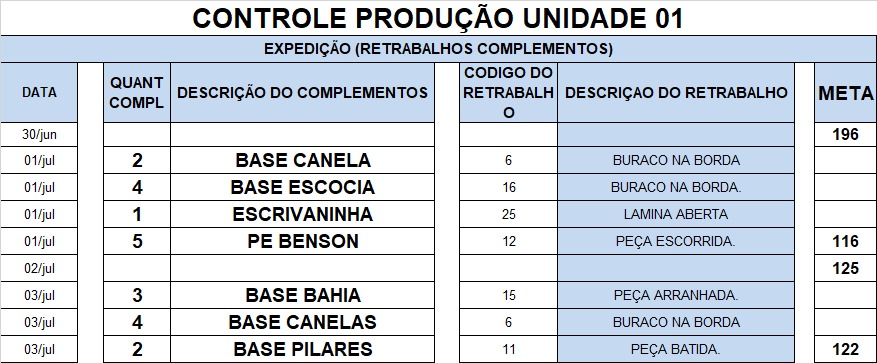 CONTROLE PRODUÇÃO UNIDADE 01
EXPEDIÇÃO (RETRABALHOS COMPLEMENTOS)
DATA QUANT COMPL DESCRIÇÃO DO COMPLEMENTOS CODIGO DO RETRABALHO DESCRIÇAO DO RETRABALHO META
30/jun 196
01/jul 2 BASE CANELA 6 BURACO NA BORDA
01/jul 4 BASE ESCOCIA 16 BURACO NA BORDA.
01/jul 1 ESCRIVANINHA 25 LAMINA ABERTA
01/jul 5 PE BENSON 12 PEÇA ESCORRIDA. 116
02/jul 125
03/jul 3 BASE BAHIA 15 PEÇA ARRANHADA.
03/jul 4 BASE CANELAS 6 BURACO NA BORDA
03/jul 2 BASE PILARES 11 PEÇA BATIDA. 122